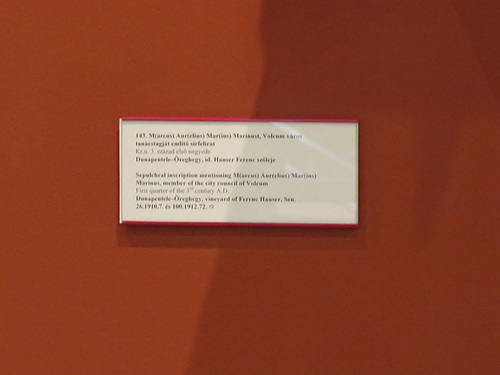 143. M(arcus) Aur(elius) Mar(ius) Marinust, Volcum város
tanácstagját említő sírfelirat
Kr.u. 3. század első negyede
Dunapentele-Öreghegy, id. Hauser Ferenc szőleje
Sepulchral inscription mentioning M(arcus) Aur(elius) Mar(ius)
Marinus, member of the city council of Volcum
First quarter of the 3rd century A.D.
Dunapentele-Öreghegy, vineyard of Ferenc Hauser, Sen.
26.1910.7. és 100.1912.72.